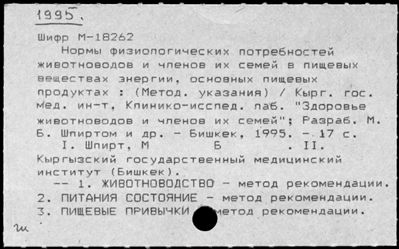 1995.
Шифр М-18262
Нормы физиологических потребностей
животноводов и членов их семей в пищевых
веществах энергии, основных пищевых
продуктах : (Метод. указания) / Кырг. гос.
мед. ин-т, Клинико-исслед. лаб. "Здоровье
животноводов и членов их семей"; Разраб. М.
Б. Шпиртом и др. - Бишкек, 1995. - 17 с.
I. Шпирт, М Б . II.
Кыргызский государственный медицинский
институт (Бишкек).
-- 1. ЖИВОТНОВОДСТВО - метод рекомендации.
2. ПИТАНИЯ СОСТОЯНИЕ - метод рекомендации.
3. ПИЩЕВЫЕ ПРИВЫЧКИ метод рекомендации.